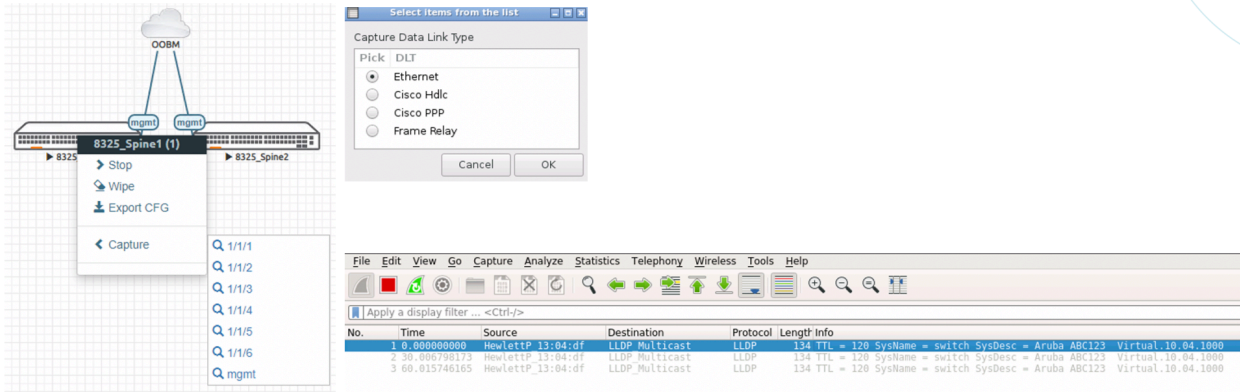 OOBM
mgmt
mgmt
8325_Spine1 (1)
8325
8325_Spine2
Stop
Wipe
Export CFG
Capture
1/1/1
1/1/2
1/1/3
1/1/4
1/1/5
1/1/6
mgmt
Select items from the list
Capture Data Link Type
Pick DLT
Ethernet
Cisco Hdlc
Cisco PPP
Frame Relay
Cancel OK
File Edit View Go Capture Analyze Statistics Telephony Wireless Tools Help
Apply a display filter ... <Ctrl-/>
No. Time Source Destination Protocol Length Info
1 0.000000000 HewlettP_13:04:df LLDP_Multicast LLDP 134 TTL = 120 SysName = switch SysDesc = Aruba ABC123 Virtual.10.04.1000
2 30.006798173 HewlettP_13:04:df LLDP_Multicast LLDP 134 TTL = 120 SysName = switch SysDesc = Aruba ABC123 Virtual.10.04.1000
3 60.015746165 HewlettP_13:04:df LLDP_Multicast LLDP 134 TTL = 120 SysName = switch SysDesc = Aruba ABC123 Virtual.10.04.1000